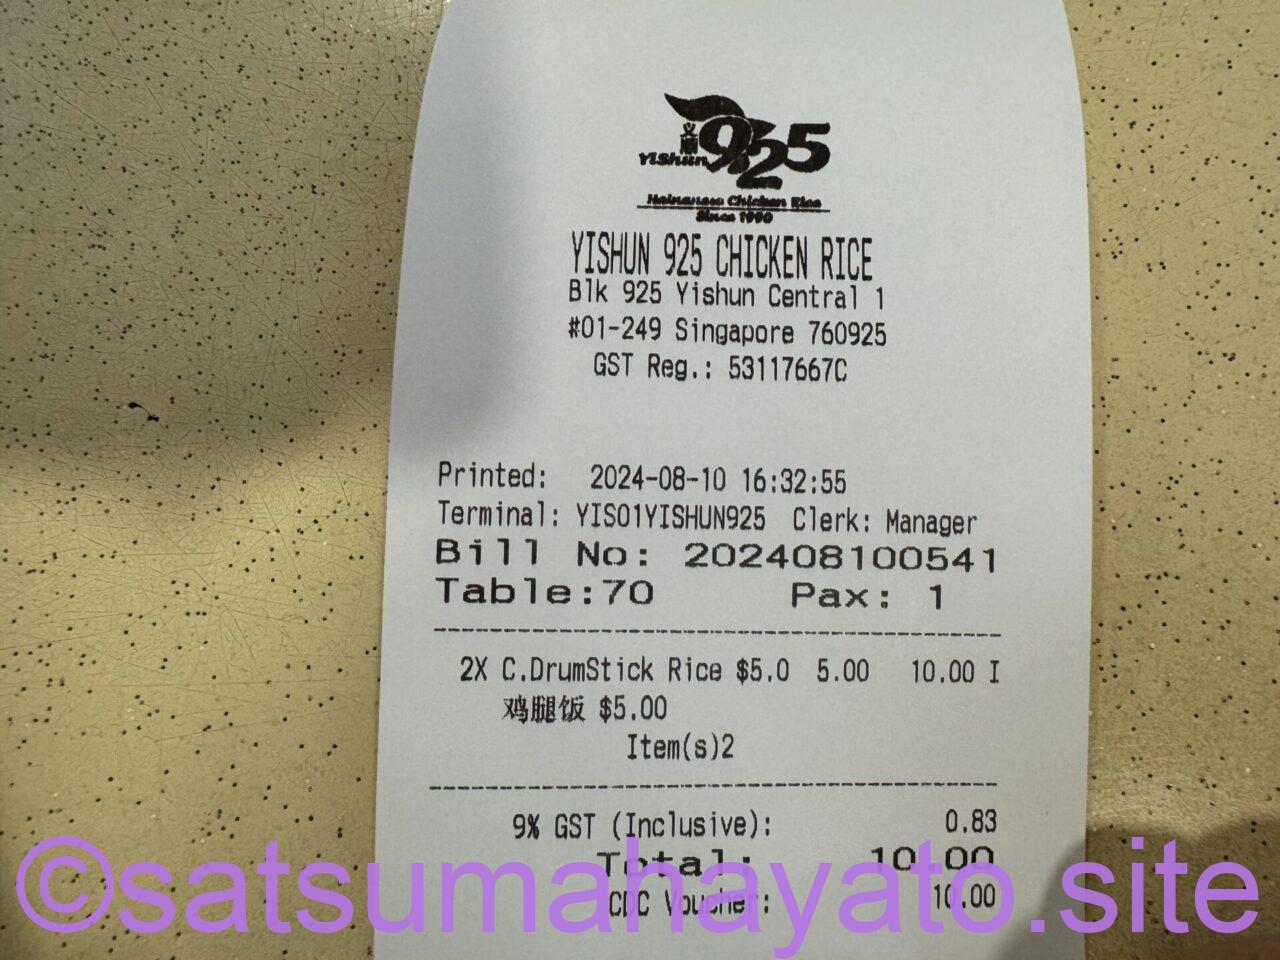 義順
YiShun 925
Hainanese Chicken Rice
Since 1990
YISHUN 925 CHICKEN RICE
Blk 925 Yishun Central 1
#01-249 Singapore 760925
GST Reg.: 53117667C
Printed: 2024-08-10 16:32:55
Terminal: YIS01YISHUN925 Clerk: Manager
Bill No: 202408100541
Table:70 Pax: 1
2X C.DrumStick Rice $5.0 5.00 10.00 I
鸡腿饭 $5.00
Item(s)2
9% GST (Inclusive): 0.83
Total: 10.00
CDC Voucher: 10.00
©satsumahayato.site